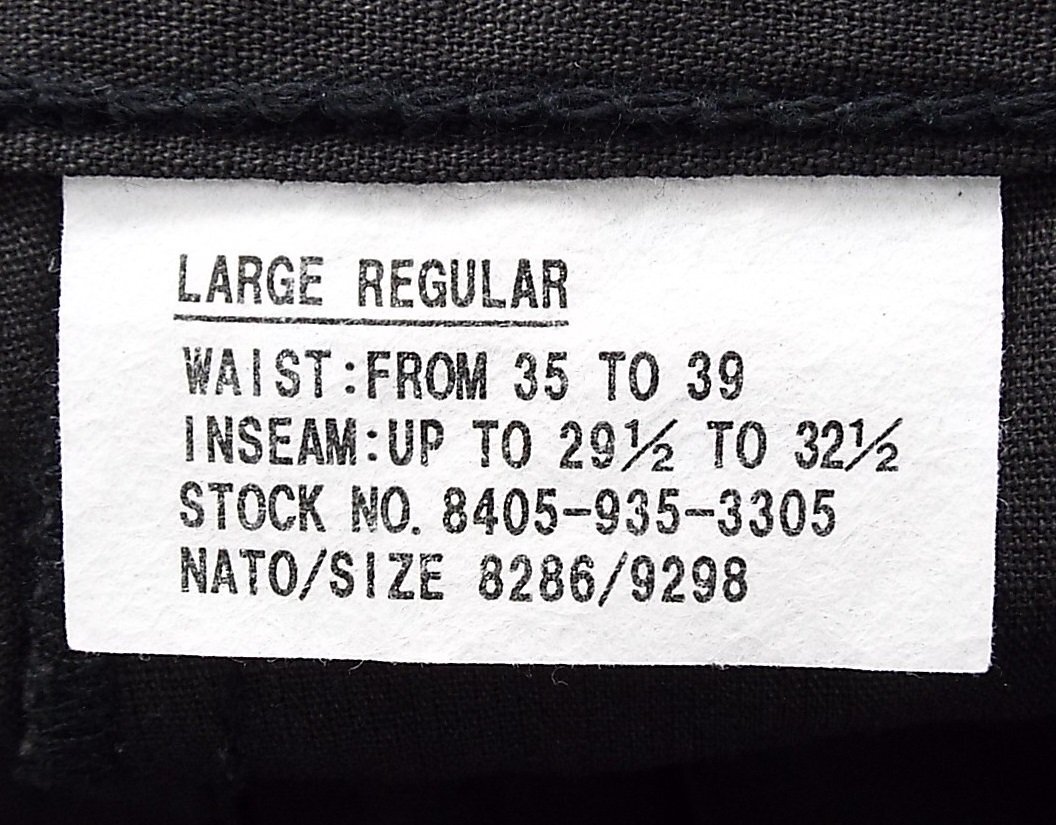 LARGE REGULAR
WAIST:FROM 35 TO 39
INSEAM:UP TO 29½ TO 32½
STOCK NO. 8405-935-3305
NATO/SIZE 8286/9298